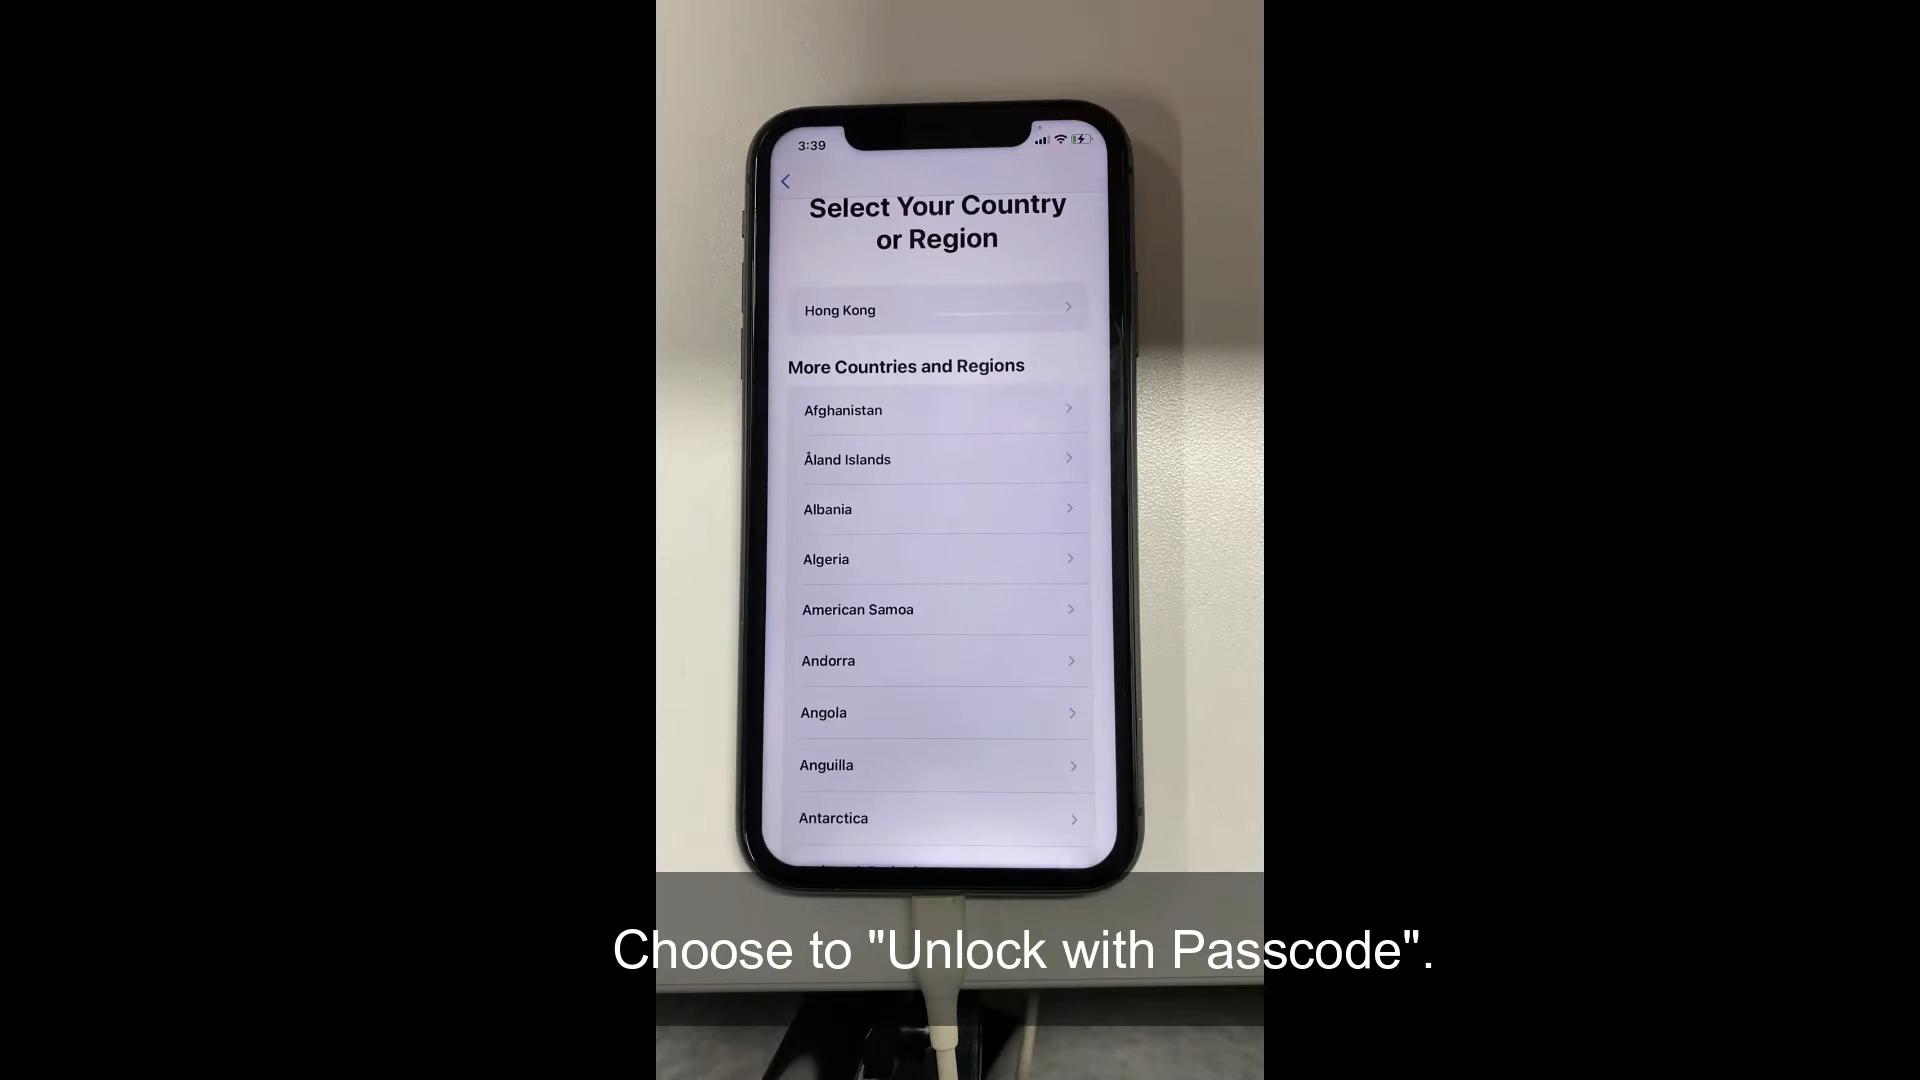 3:39
Select Your Country
or Region
Hong Kong
More Countries and Regions
Afghanistan
Åland Islands
Albania
Algeria
American Samoa
Andorra
Angola
Anguilla
Antarctica
Choose to "Unlock with Passcode".